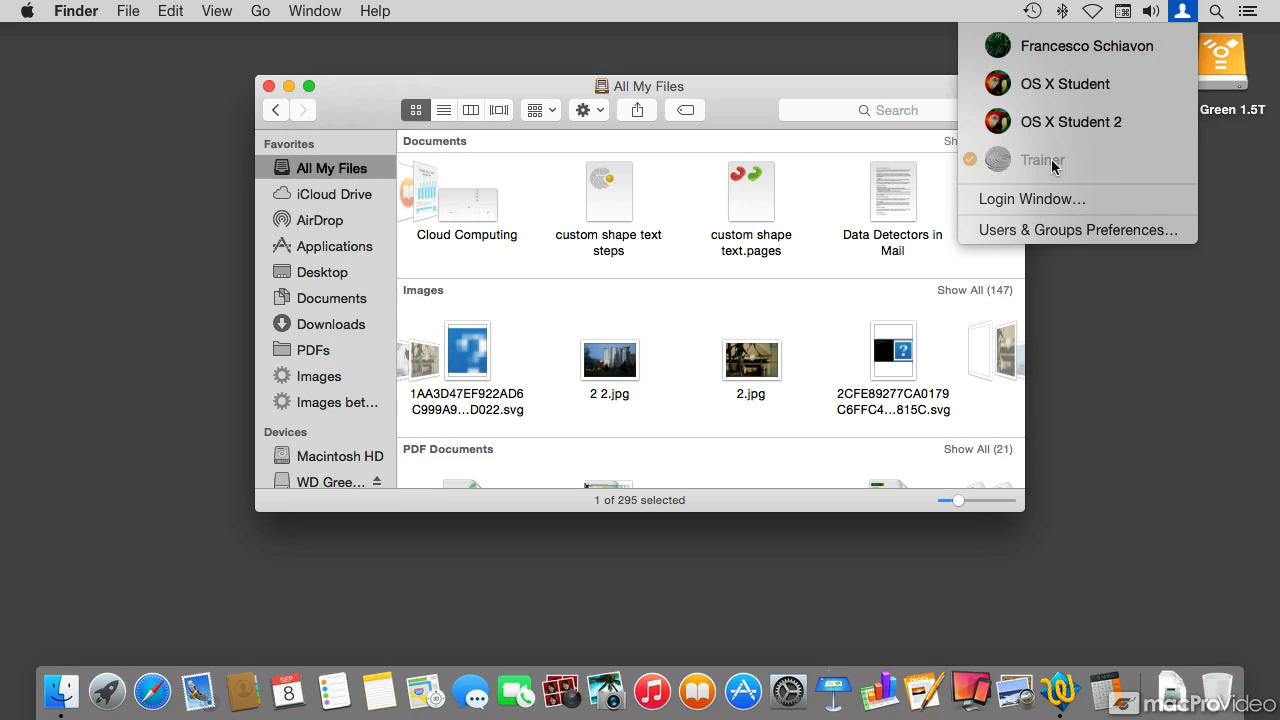 Finder File Edit View Go Window Help
Francesco Schiavon
OS X Student
OS X Student 2
Trainer
Login Window...
Users & Groups Preferences...
Green 1.5T
All My Files
Search
Favorites
All My Files
iCloud Drive
AirDrop
Applications
Desktop
Documents
Downloads
PDFs
Images
Images bet...
Devices
Macintosh HD
WD Gree...
Documents
Sh
Cloud Computing
custom shape text
steps
custom shape
text.pages
Data Detectors in
Mail
Images
Show All (147)
1AA3D47EF922AD6
C999A9...D022.svg
2 2.jpg
2.jpg
2CFE89277CA0179
C6FFC4...815C.svg
PDF Documents
Show All (21)
1 of 295 selected
SEP
8
macProVideo